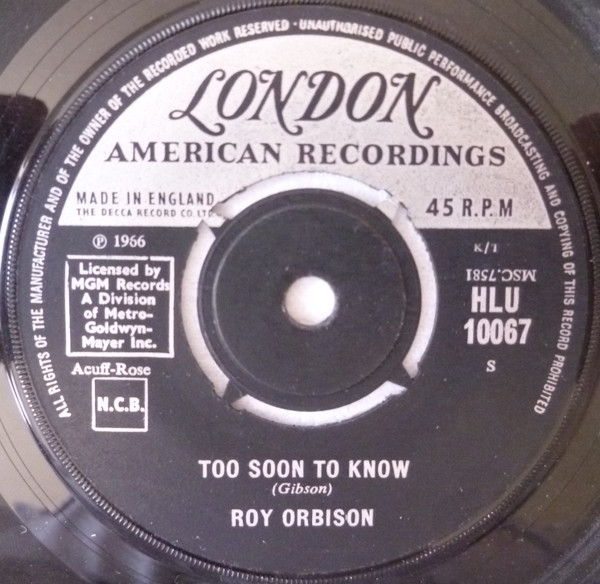 ALL RIGHTS OF THE MANUFACTURER AND OF THE OWNER OF THE RECORDED WORK RESERVED · UNAUTHORISED PUBLIC PERFORMANCE BROADCASTING AND COPYING OF THIS RECORD PROHIBITED
LONDON
AMERICAN RECORDINGS
MADE IN ENGLAND
THE DECCA RECORD CO. LTD.
45 R.P.M
℗ 1966
L/K
MSC.7581
Licensed by
MGM Records
A Division
of Metro-
Goldwyn-
Mayer Inc.
HLU
10067
S
Acuff-Rose
N.C.B.
TOO SOON TO KNOW
(Gibson)
ROY ORBISON